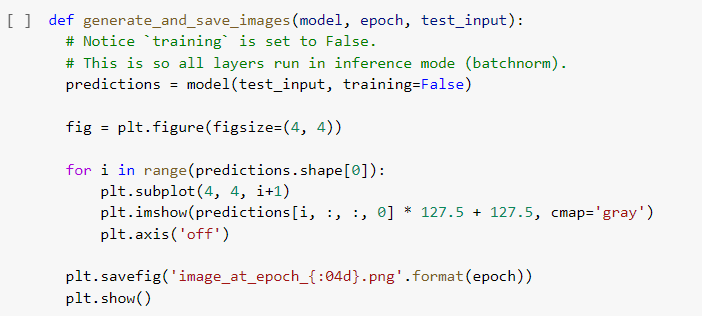 [ ] def generate_and_save_images(model, epoch, test_input):
# Notice `training` is set to False.
# This is so all layers run in inference mode (batchnorm).
predictions = model(test_input, training=False)
fig = plt.figure(figsize=(4, 4))
for i in range(predictions.shape[0]):
plt.subplot(4, 4, i+1)
plt.imshow(predictions[i, :, :, 0] * 127.5 + 127.5, cmap='gray')
plt.axis('off')
plt.savefig('image_at_epoch_{:04d}.png'.format(epoch))
plt.show()